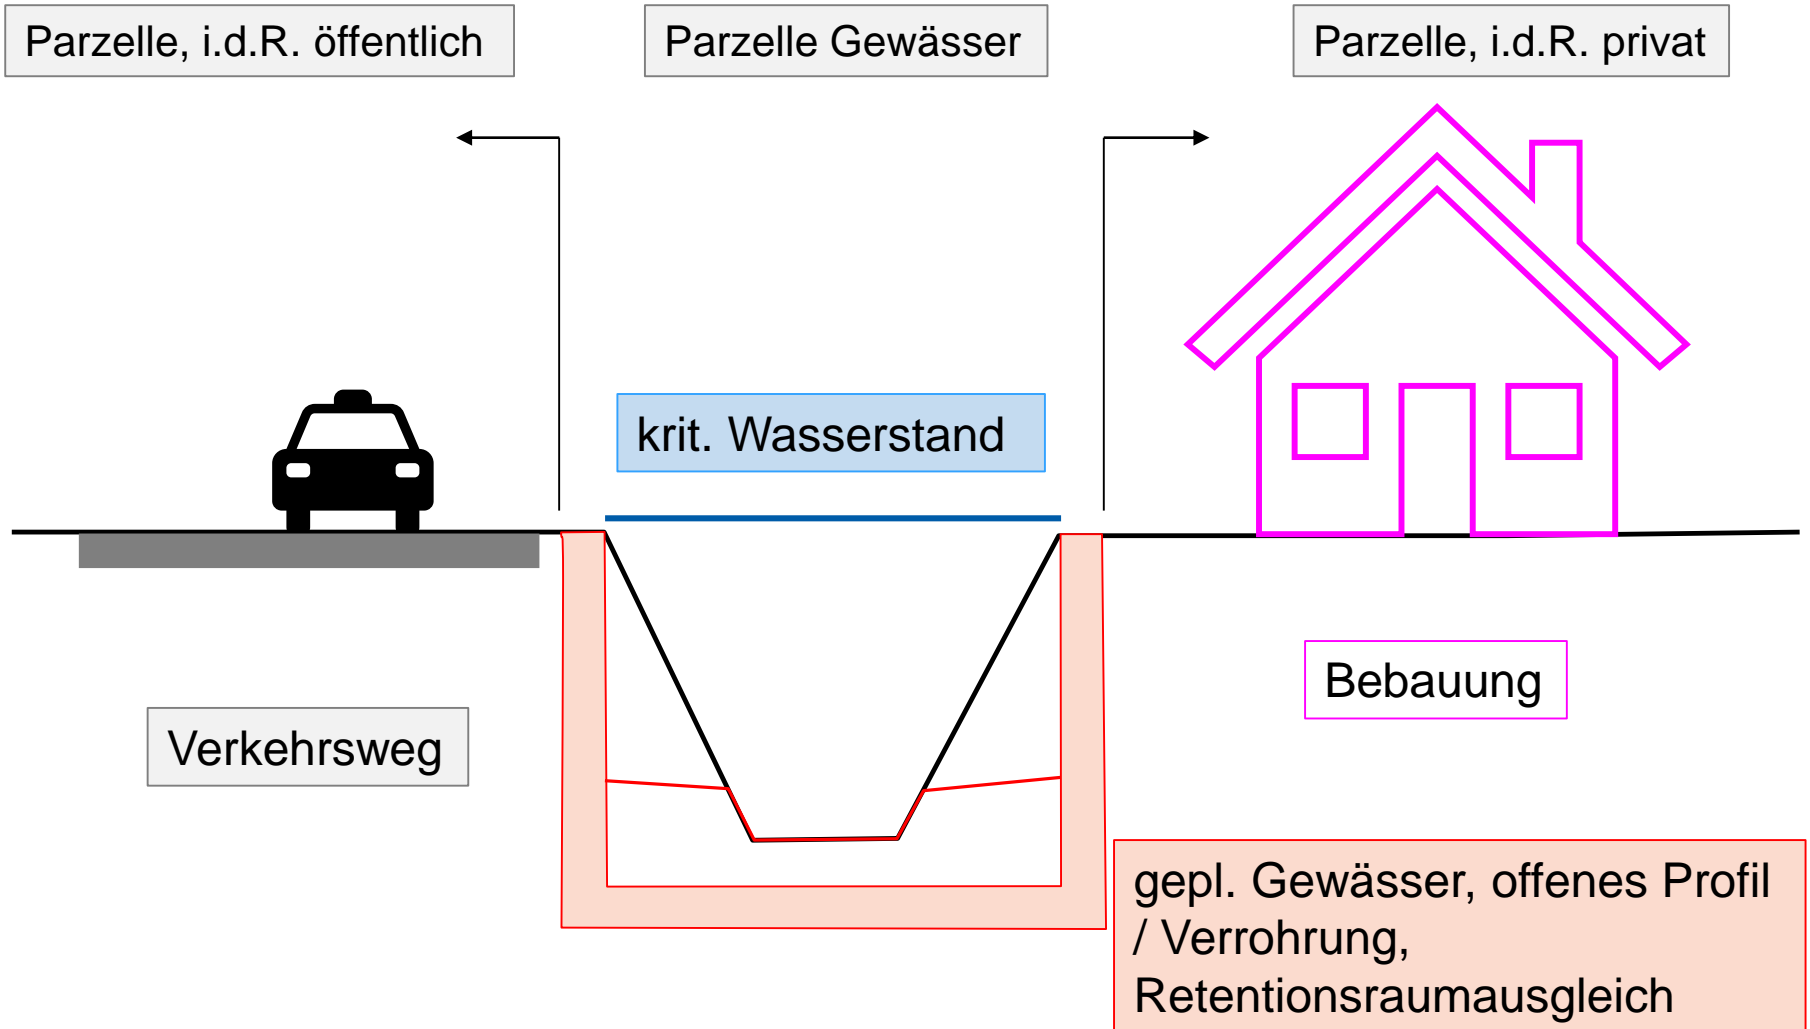 Parzelle, i.d.R. öffentlich
Parzelle Gewässer
Parzelle, i.d.R. privat
krit. Wasserstand
Bebauung
Verkehrsweg
gepl. Gewässer, offenes Profil
/ Verrohrung,
Retentionsraumausgleich